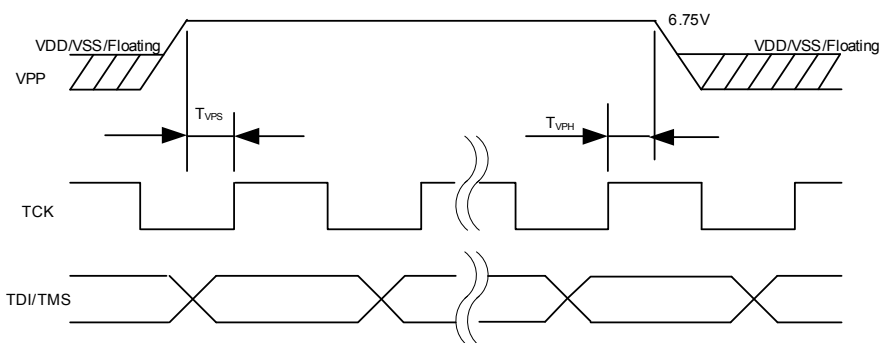 6.75V
VDD/VSS/Floating
VDD/VSS/Floating
VPP
TVPS
TVPH
TCK
TDI/TMS